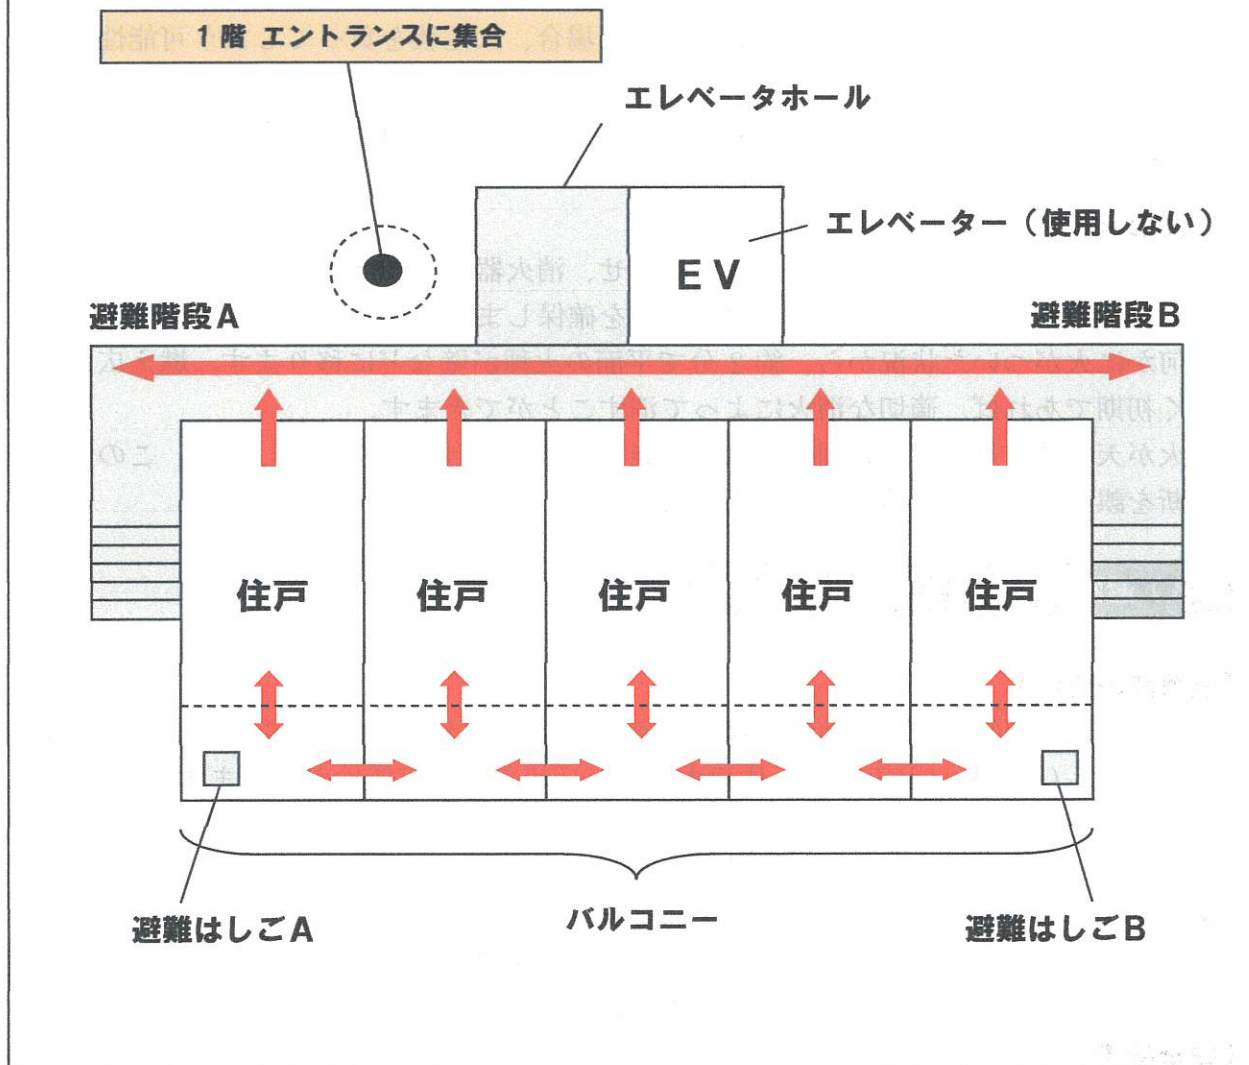 1階 エントランスに集合
エレベータホール
エレベーター（使用しない）
EV
避難階段A
避難階段B
住戸
住戸
住戸
住戸
住戸
避難はしごA
バルコニー
避難はしごB